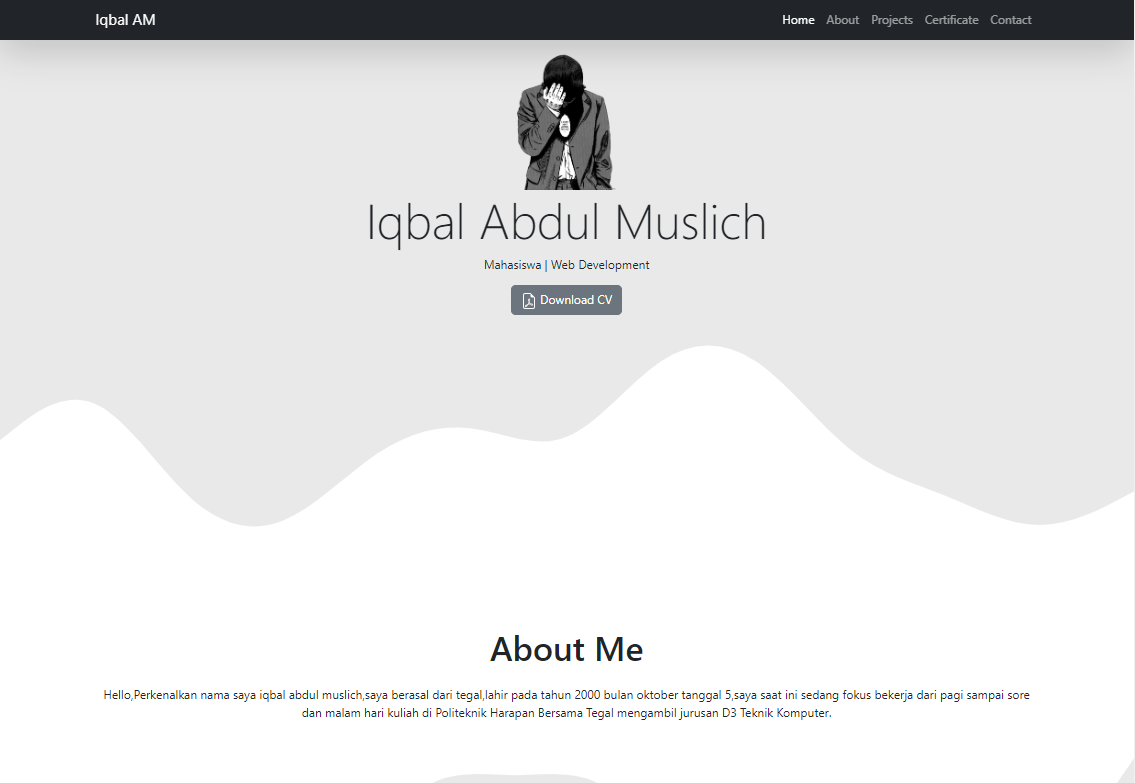 Iqbal AM
Home About Projects Certificate Contact
Iqbal Abdul Muslich
Mahasiswa | Web Development
Download CV
About Me
Hello,Perkenalkan nama saya iqbal abdul muslich,saya berasal dari tegal,lahir pada tahun 2000 bulan oktober tanggal 5,saya saat ini sedang fokus bekerja dari pagi sampai sore
dan malam hari kuliah di Politeknik Harapan Bersama Tegal mengambil jurusan D3 Teknik Komputer.